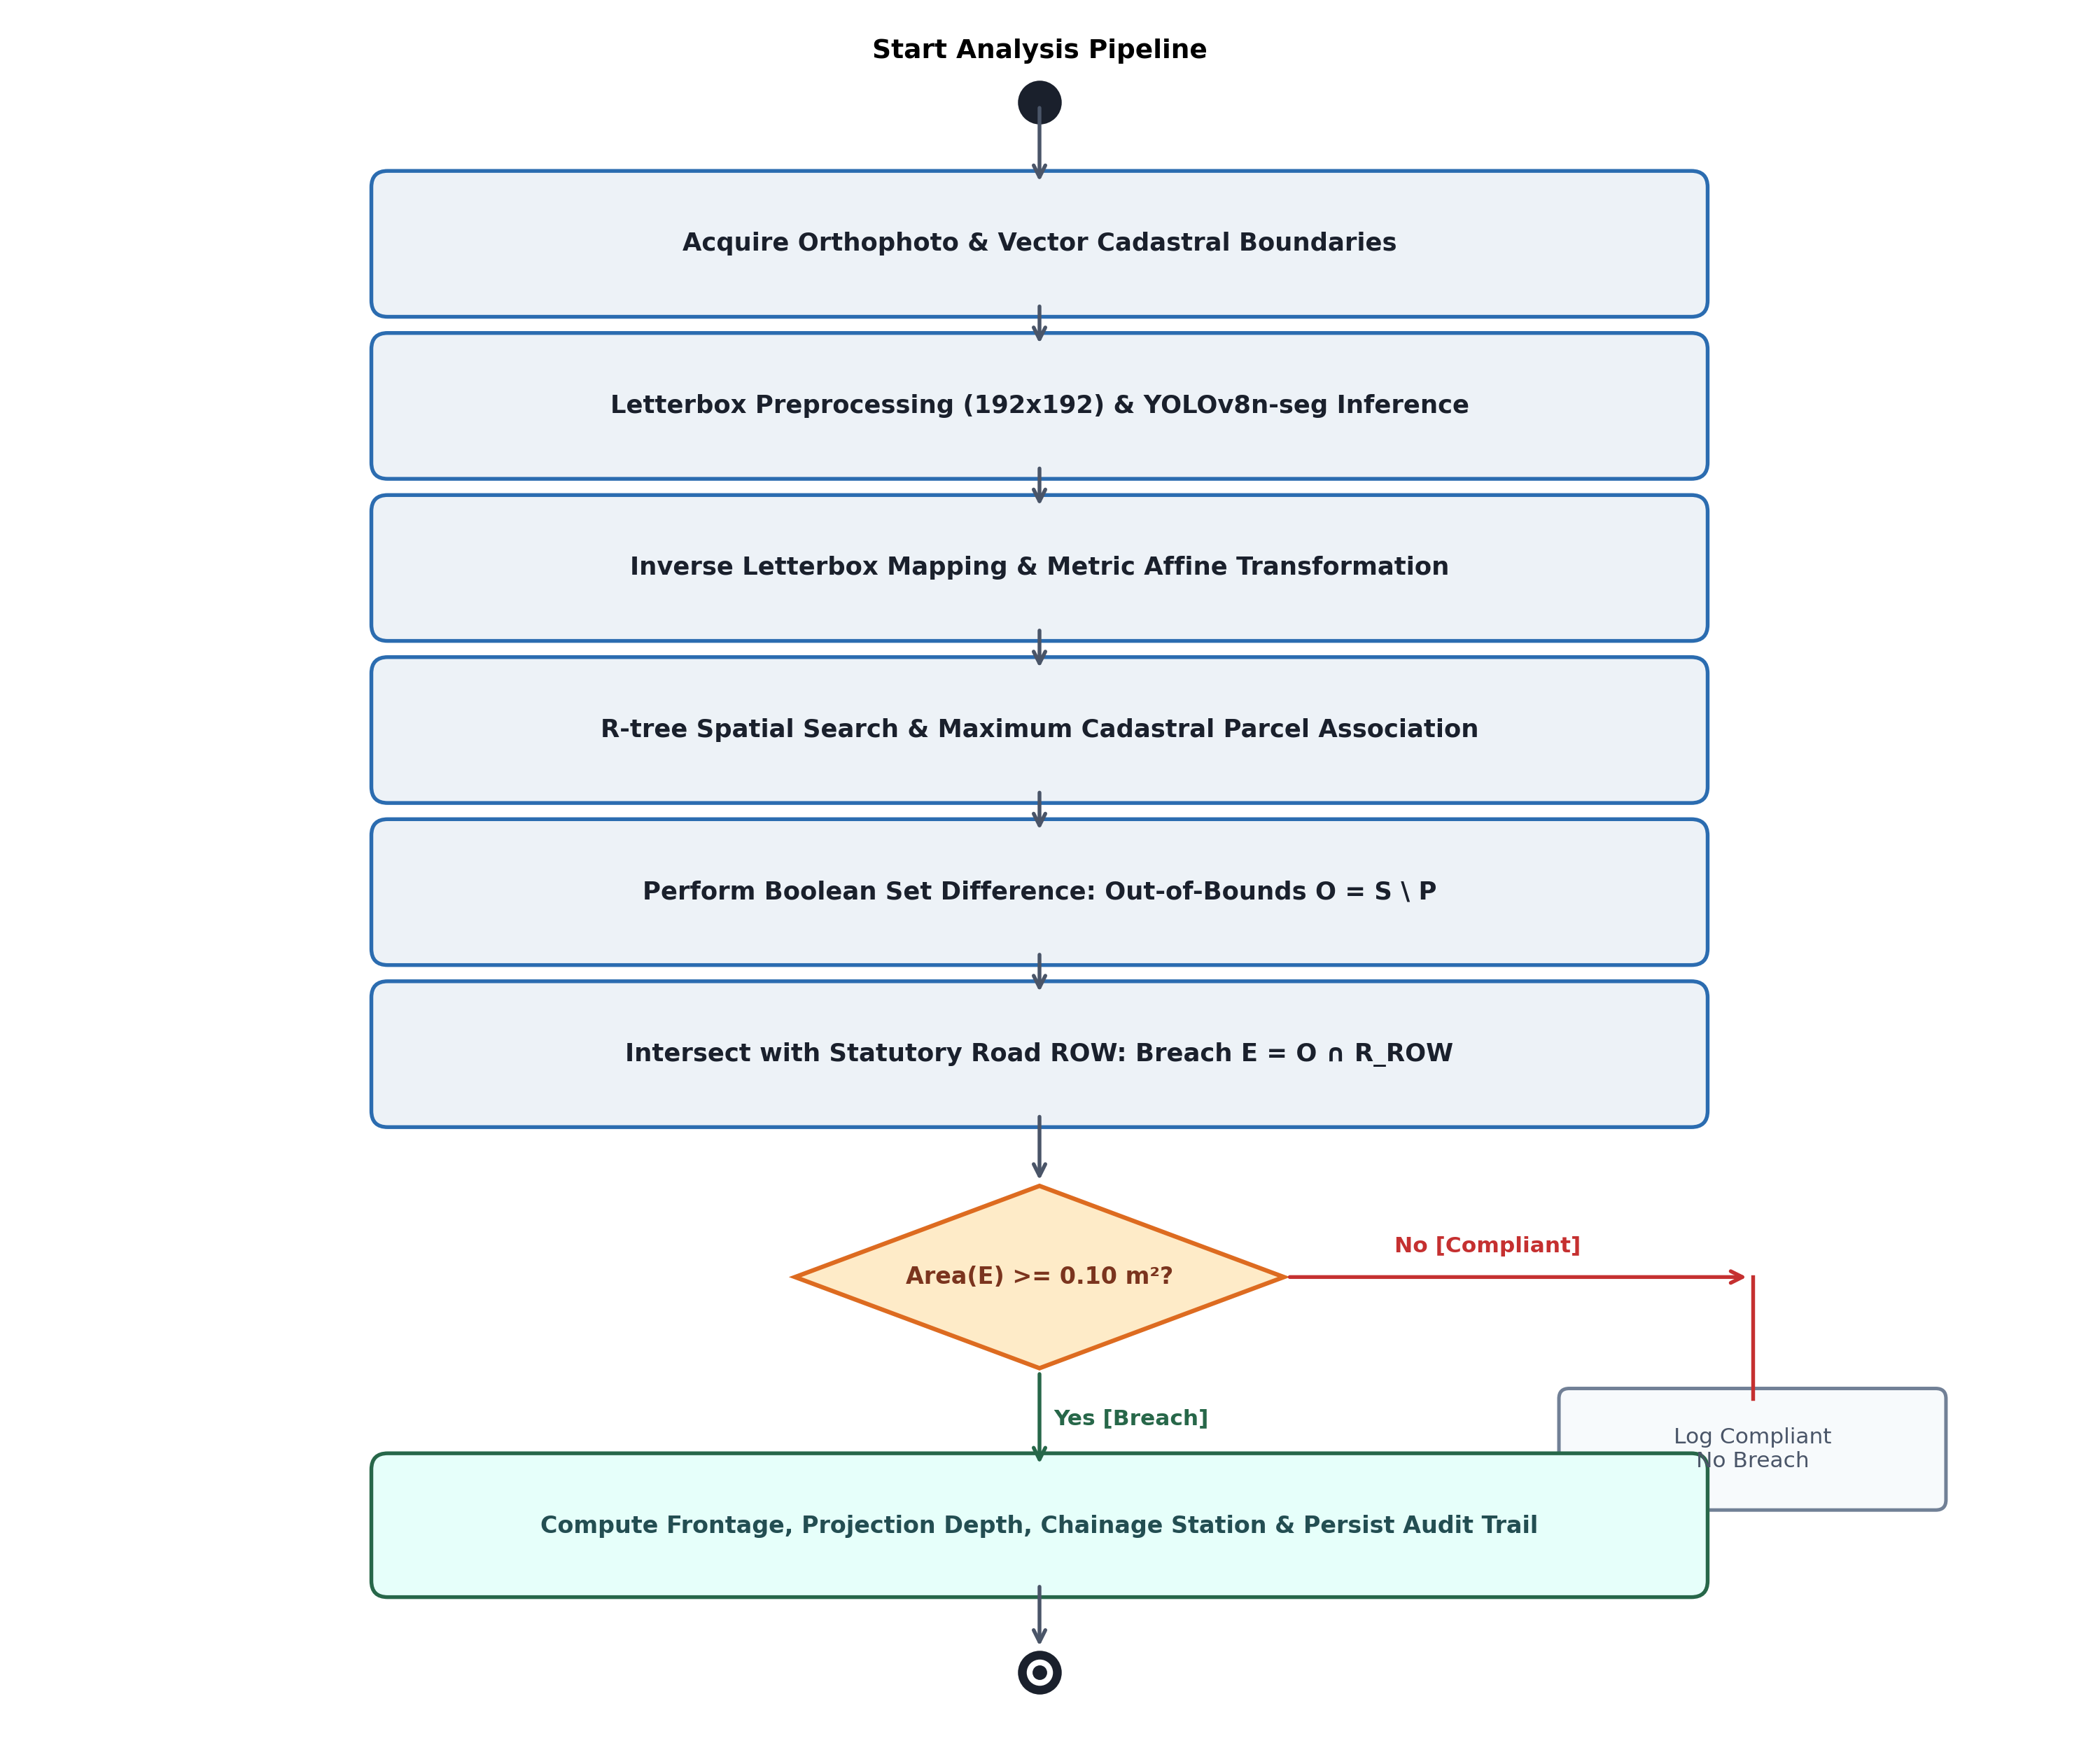 Start Analysis Pipeline
Acquire Orthophoto & Vector Cadastral Boundaries
Letterbox Preprocessing (192x192) & YOLOv8n-seg Inference
Inverse Letterbox Mapping & Metric Affine Transformation
R-tree Spatial Search & Maximum Cadastral Parcel Association
Perform Boolean Set Difference: Out-of-Bounds O = S \ P
Intersect with Statutory Road ROW: Breach E = O ∩ R_ROW
No [Compliant]
Area(E) >= 0.10 m²?
Yes [Breach]
Log Compliant
No Breach
Compute Frontage, Projection Depth, Chainage Station & Persist Audit Trail